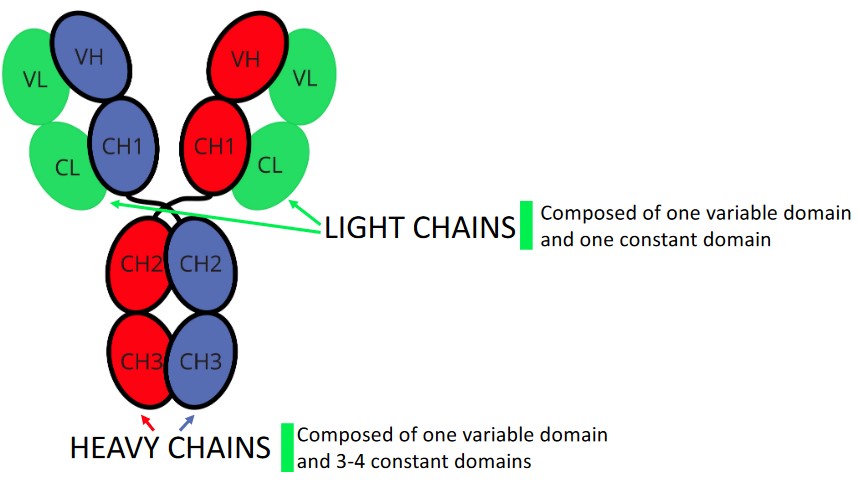 VH VH
VL VL
CH1 CH1
CL CL
LIGHT CHAINS
Composed of one variable domain
and one constant domain
CH2 CH2
CH3 CH3
HEAVY CHAINS
Composed of one variable domain
and 3-4 constant domains